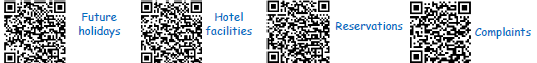 Future
holidays
Hotel
facilities
Reservations
Complaints